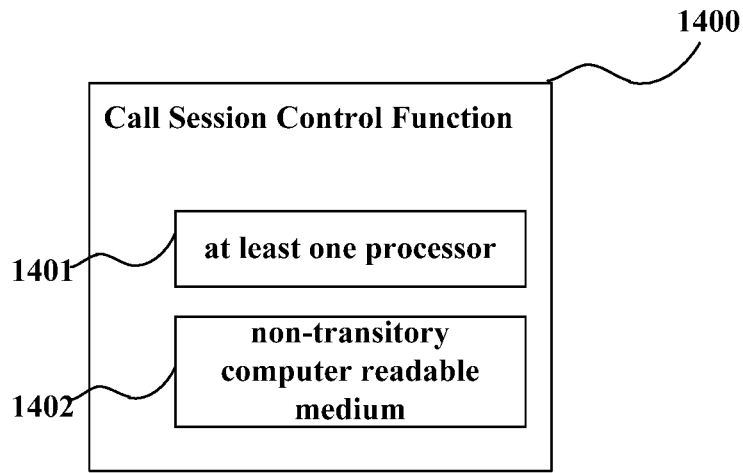 1400
Call Session Control Function
at least one processor
1401
non-transitory
computer readable
medium
1402